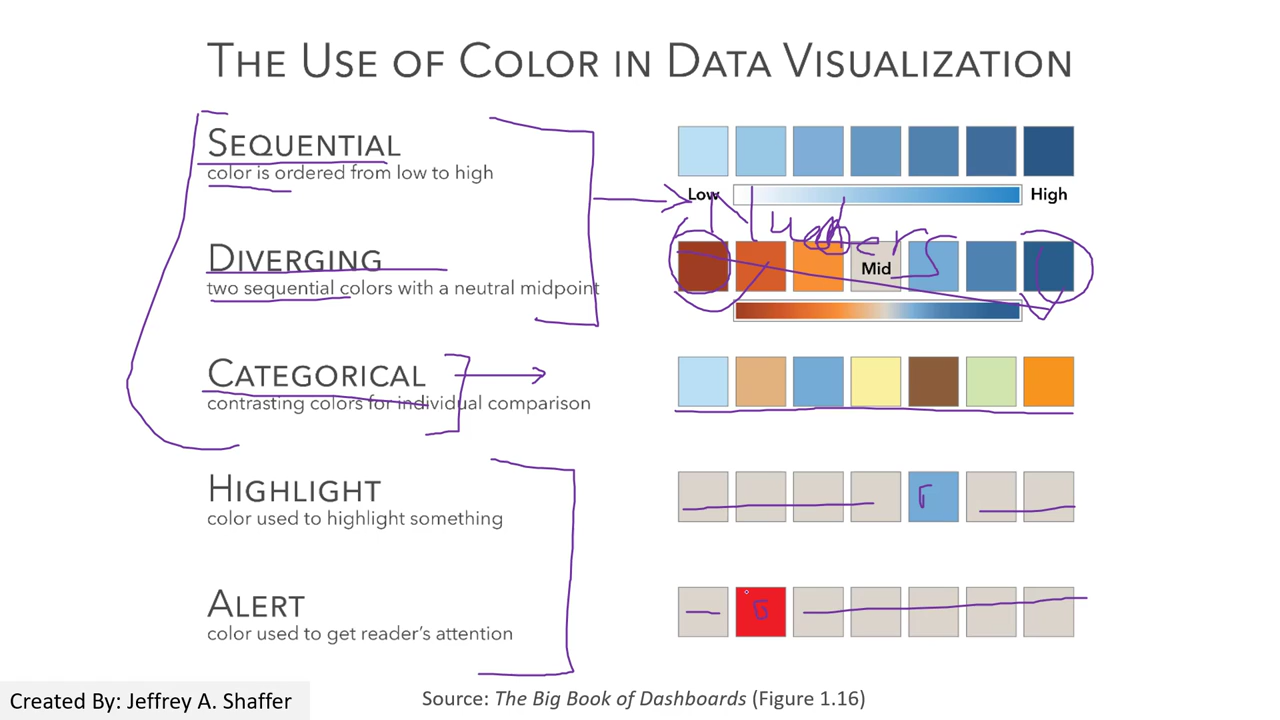 THE USE OF COLOR IN DATA VISUALIZATION
SEQUENTIAL
color is ordered from low to high
Low
High
Numbers
DIVERGING
two sequential colors with a neutral midpoint
Mid
CATEGORICAL
contrasting colors for individual comparison
HIGHLIGHT
color used to highlight something
ALERT
color used to get reader's attention
Created By: Jeffrey A. Shaffer
Source: The Big Book of Dashboards (Figure 1.16)